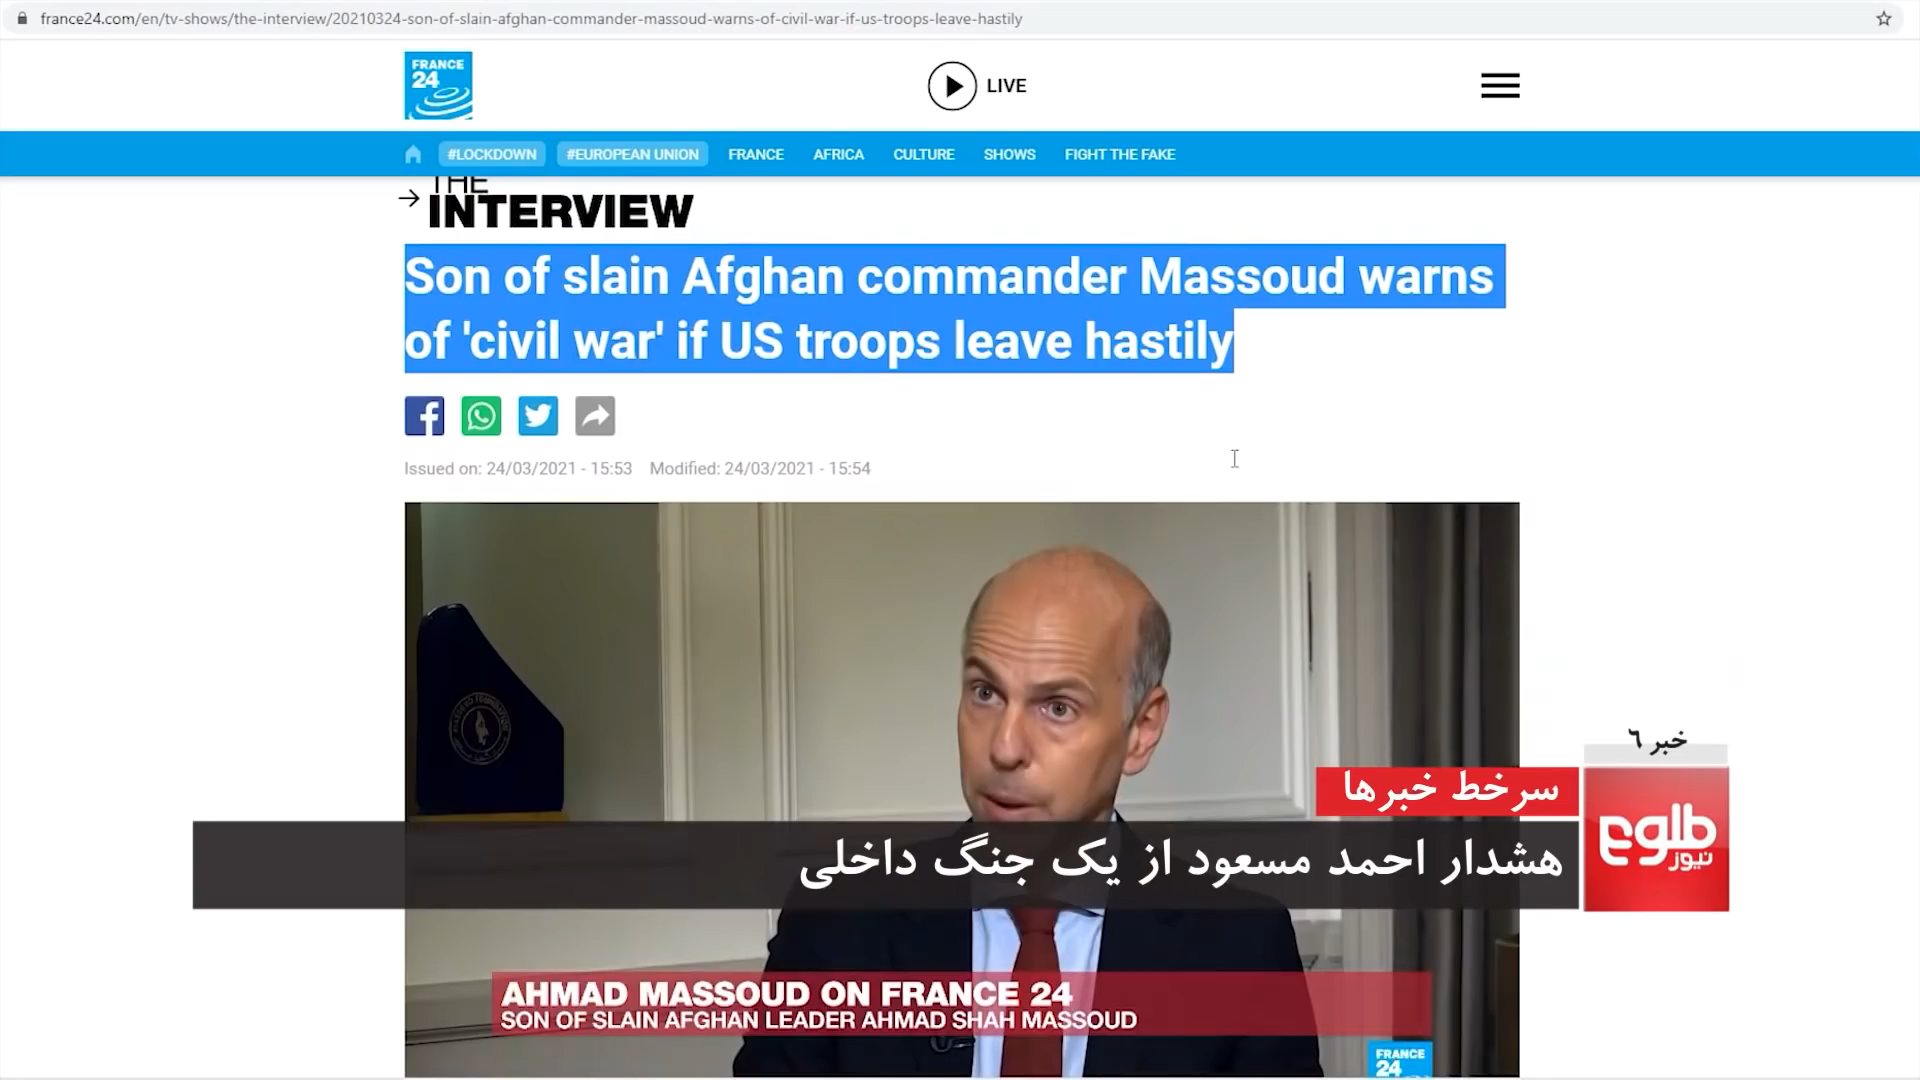 france24.com/en/tv-shows/the-interview/20210324-son-of-slain-afghan-commander-massoud-warns-of-civil-war-if-us-troops-leave-hastily
FRANCE
24
LIVE
#LOCKDOWN #EUROPEAN UNION FRANCE AFRICA CULTURE SHOWS FIGHT THE FAKE
THE
INTERVIEW
Son of slain Afghan commander Massoud warns
of 'civil war' if US troops leave hastily
Issued on: 24/03/2021 - 15:53 Modified: 24/03/2021 - 15:54
خبر ٦
سرخط خبرها
طلوع
نیوز
هشدار احمد مسعود از یک جنگ داخلی
AHMAD MASSOUD ON FRANCE 24
SON OF SLAIN AFGHAN LEADER AHMAD SHAH MASSOUD
FRANCE
24